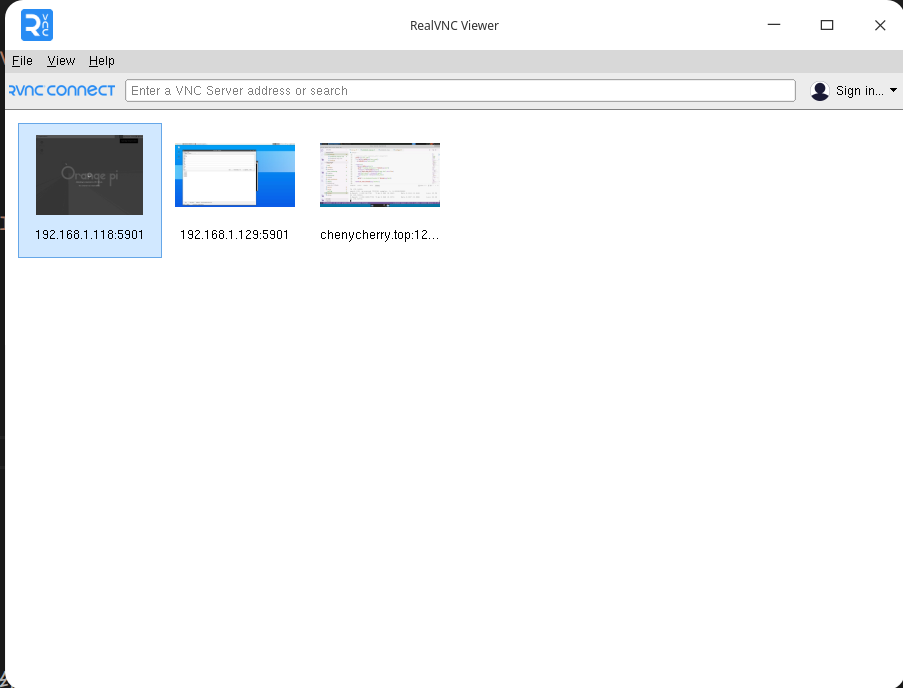 RealVNC Viewer
File View Help
RVNC CONNECT Enter a VNC Server address or search Sign in...
Orange pi
192.168.1.118:5901 192.168.1.129:5901 chenycherry.top:12...